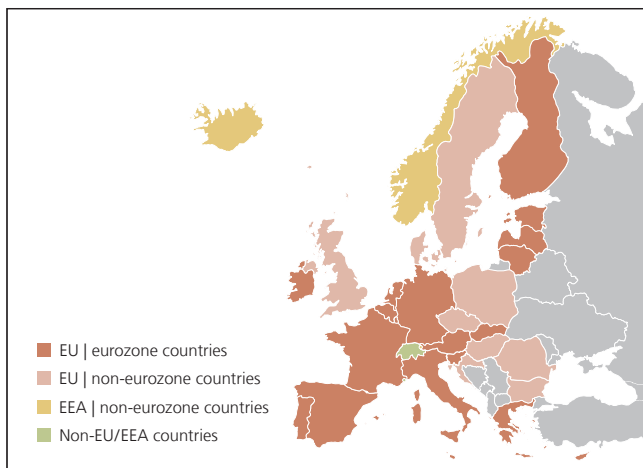 EU | eurozone countries
EU | non-eurozone countries
EEA | non-eurozone countries
Non-EU/EEA countries